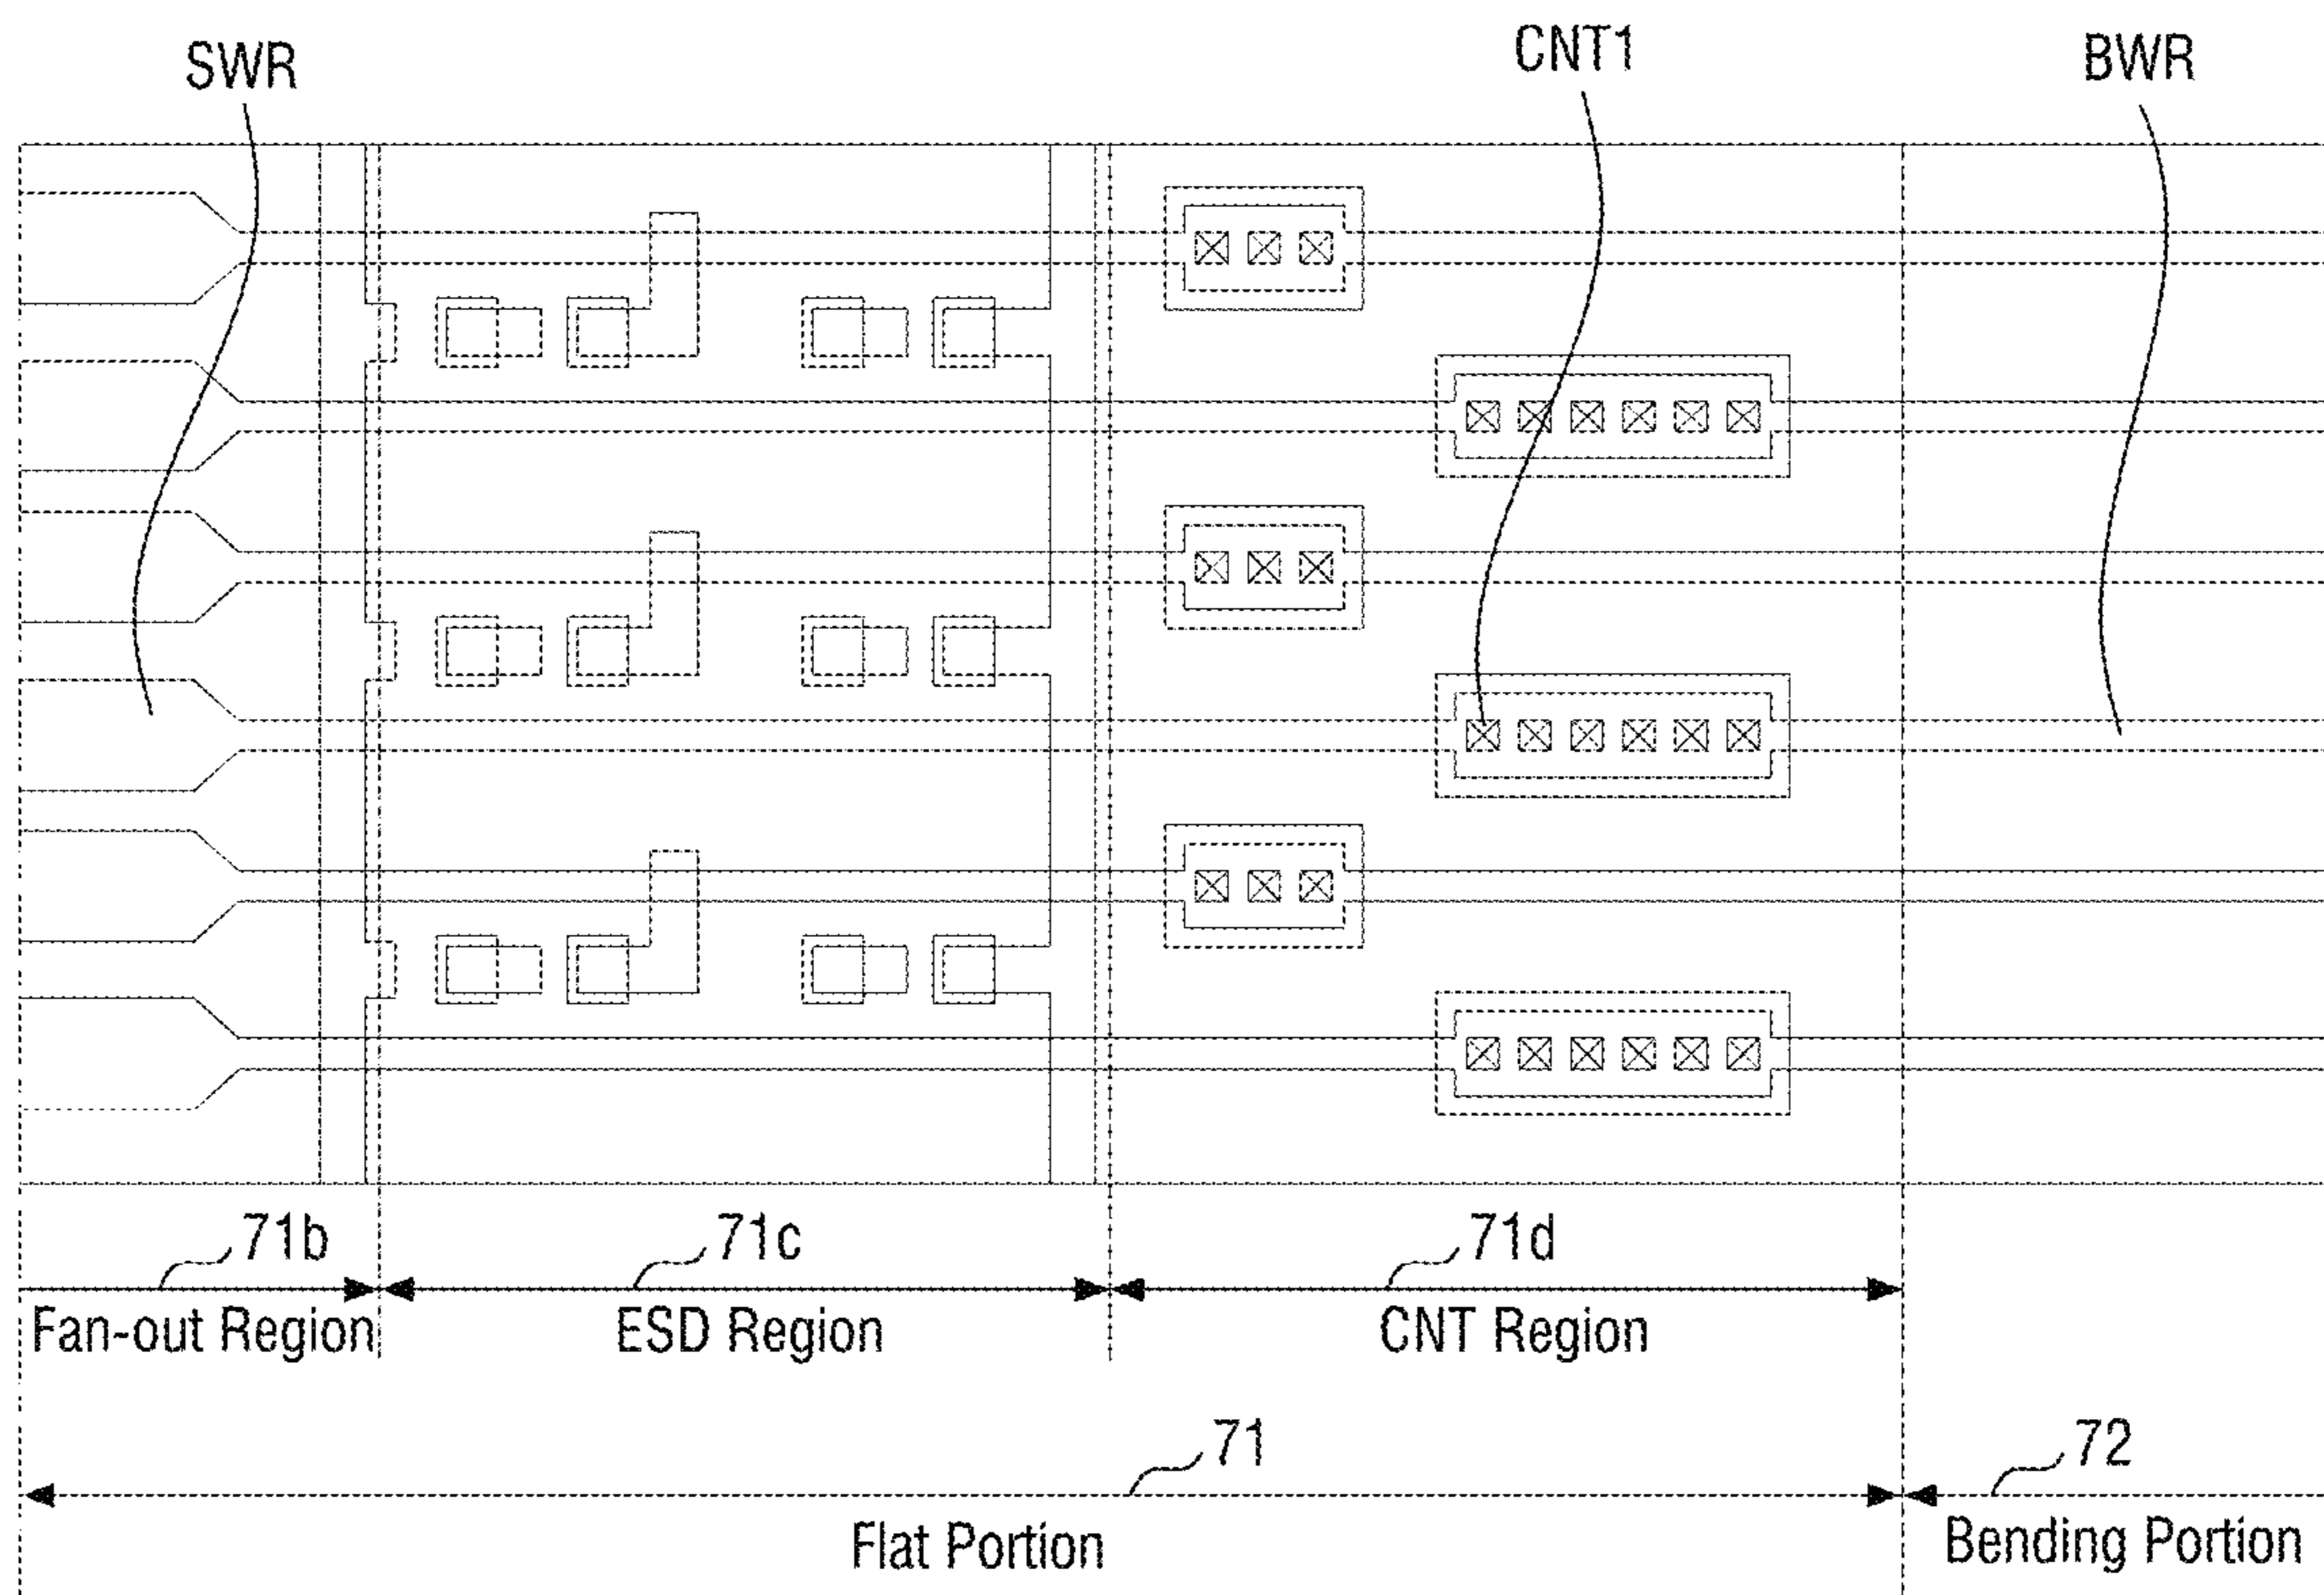 SWR
CNT1
BWR
71b
71c
71d
Fan-out Region
ESD Region
CNT Region
71
72
Flat Portion
Bending Portion